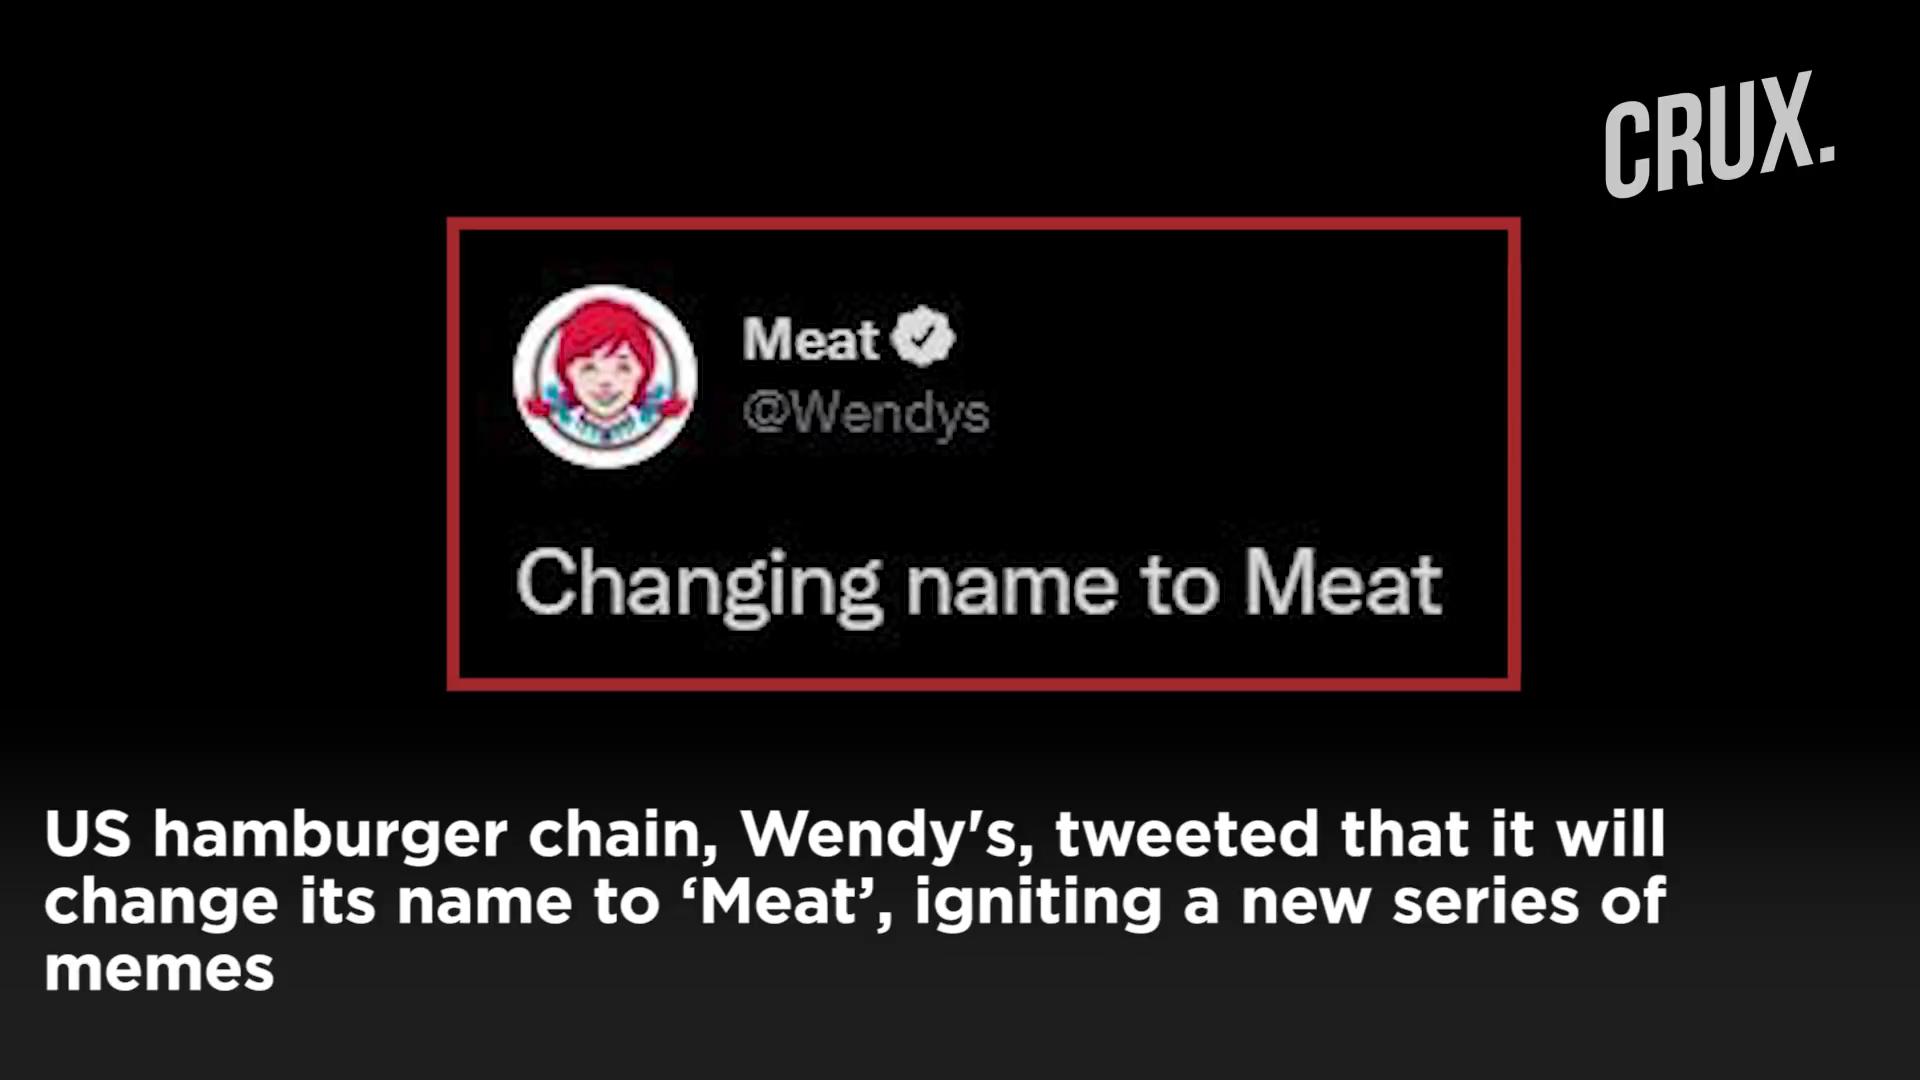 CRUX.
Meat
@Wendys
Changing name to Meat
US hamburger chain, Wendy's, tweeted that it will
change its name to ‘Meat’, igniting a new series of
memes